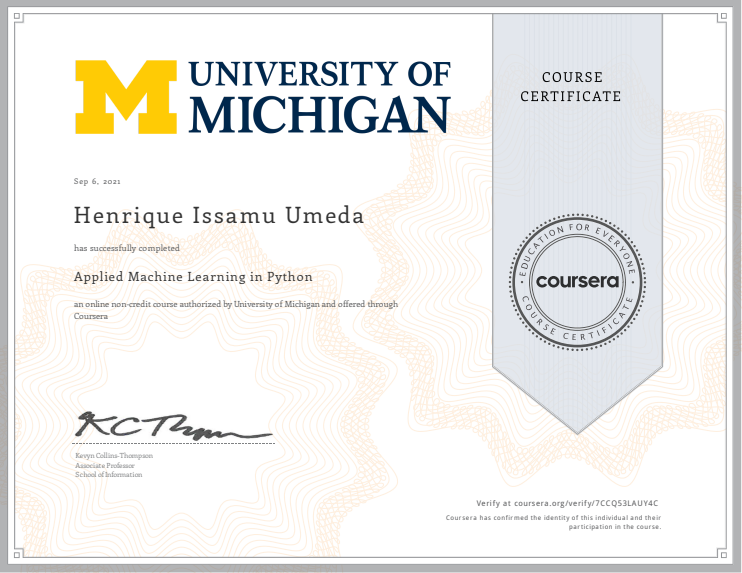 UNIVERSITY OF
MICHIGAN
COURSE
CERTIFICATE
Sep 6, 2021
Henrique Issamu Umeda
has successfully completed
Applied Machine Learning in Python
an online non-credit course authorized by University of Michigan and offered through
Coursera
EDUCATION FOR EVERYONE
coursera
COURSE CERTIFICATE
Kevyn Collins-Thompson
Associate Professor
School of Information
Verify at coursera.org/verify/7CCQ53LAUY4C
Coursera has confirmed the identity of this individual and their
participation in the course.